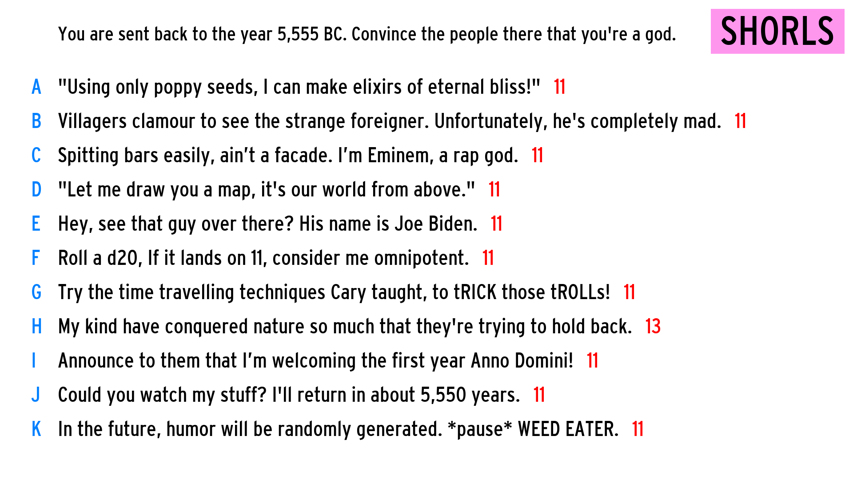 You are sent back to the year 5,555 BC. Convince the people there that you're a god.
SHORLS
A "Using only poppy seeds, I can make elixirs of eternal bliss!" 11
B Villagers clamour to see the strange foreigner. Unfortunately, he's completely mad. 11
C Spitting bars easily, ain’t a facade. I’m Eminem, a rap god. 11
D "Let me draw you a map, it's our world from above." 11
E Hey, see that guy over there? His name is Joe Biden. 11
F Roll a d20, If it lands on 11, consider me omnipotent. 11
G Try the time travelling techniques Cary taught, to tRICK those tROLLs! 11
H My kind have conquered nature so much that they're trying to hold back. 13
I Announce to them that I’m welcoming the first year Anno Domini! 11
J Could you watch my stuff? I'll return in about 5,550 years. 11
K In the future, humor will be randomly generated. *pause* WEED EATER. 11